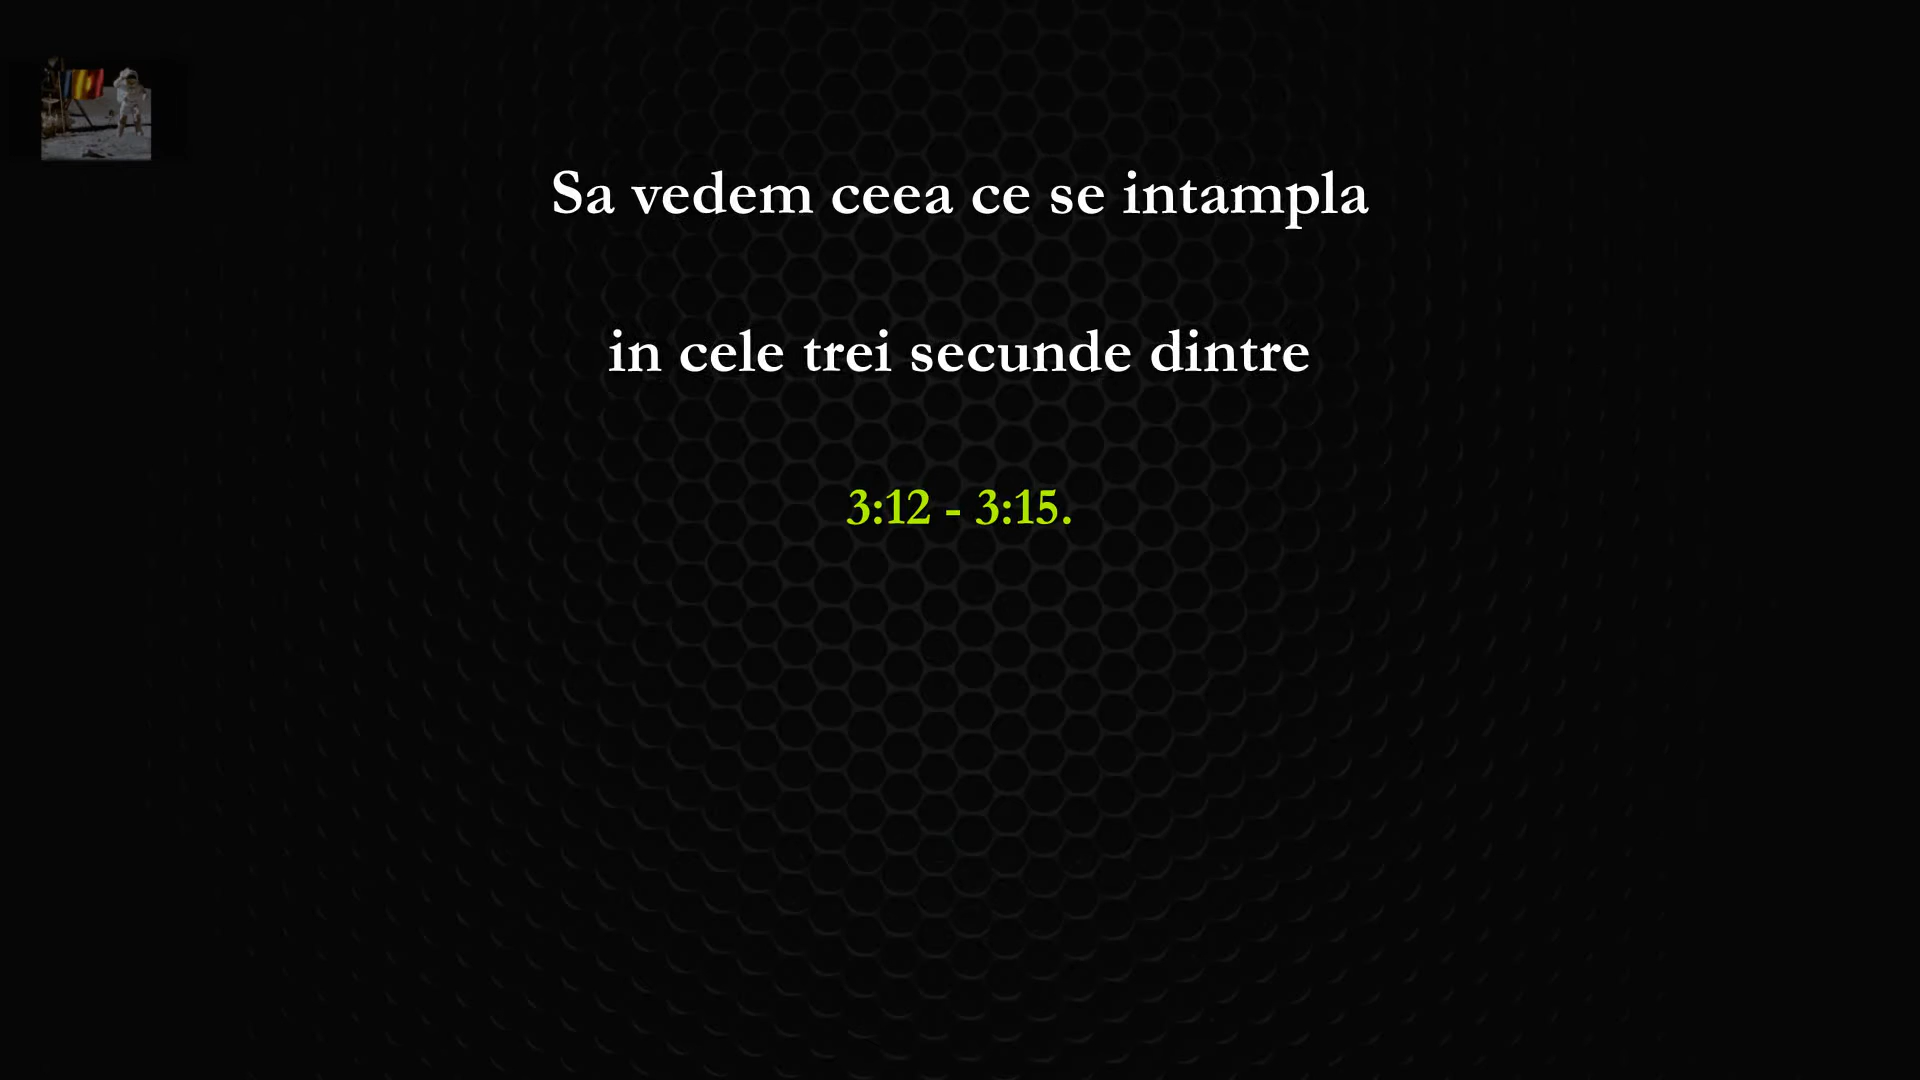 Sa vedem ceea ce se intampla
in cele trei secunde dintre
3:12 - 3:15.